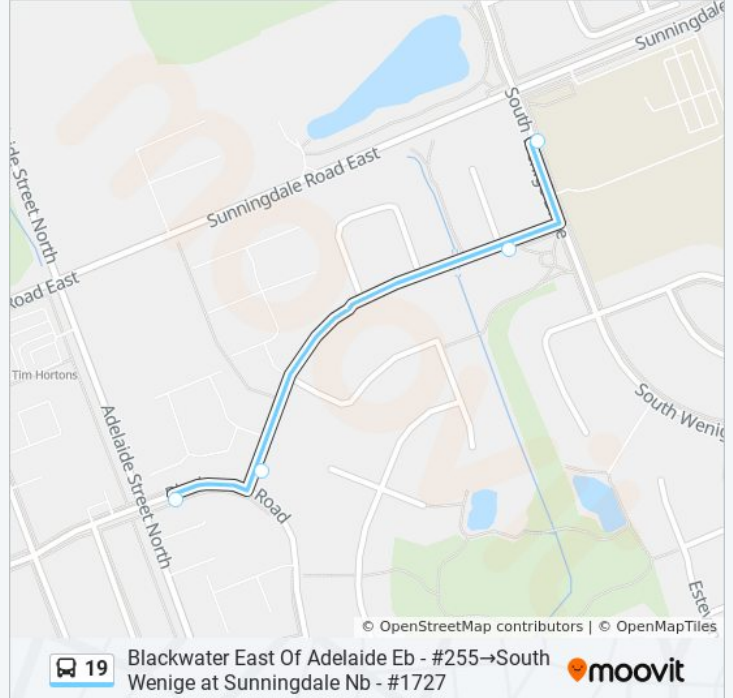 Sunningdale
South
Sunningdale Road East
Adelaide Street North
Road East
Tim Hortons
South Wenig
Adelaide Street North
Road
Estev
© OpenStreetMap contributors | © OpenMapTiles
19
Blackwater East Of Adelaide Eb - #255→South
Wenige at Sunningdale Nb - #1727
moovit